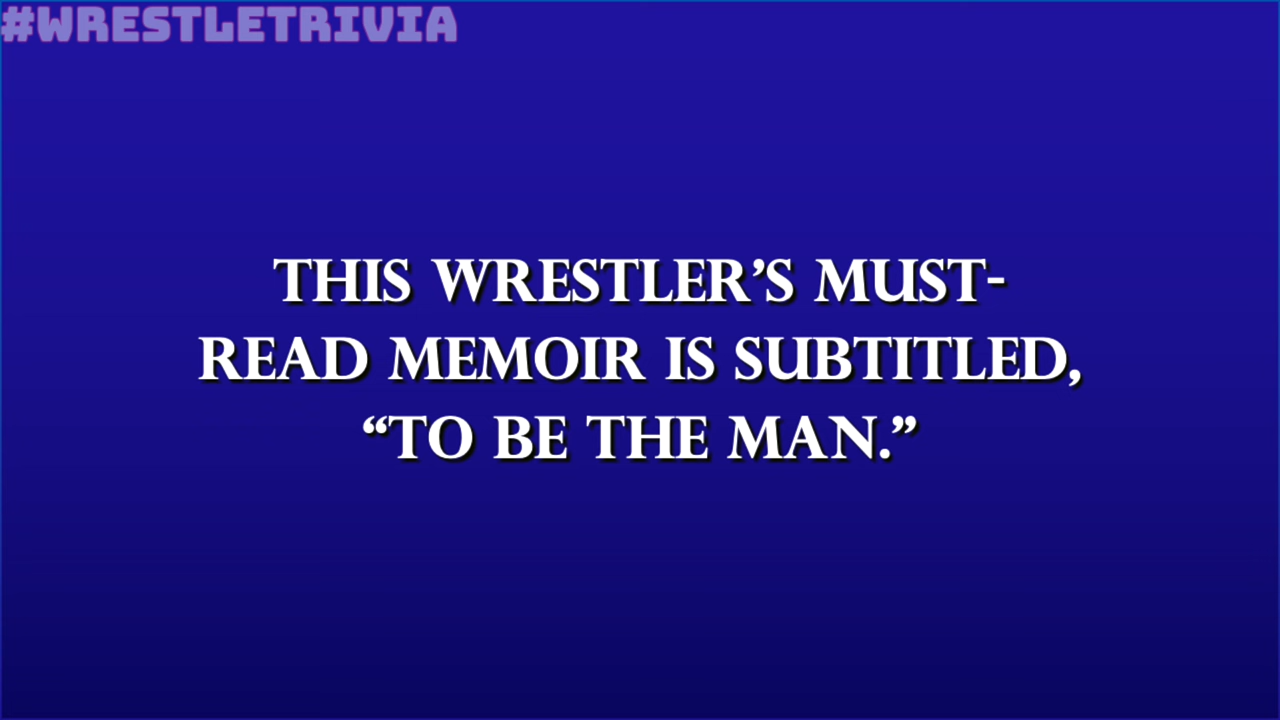 #WRESTLETRIVIA
THIS WRESTLER'S MUST-
READ MEMOIR IS SUBTITLED,
“TO BE THE MAN.”